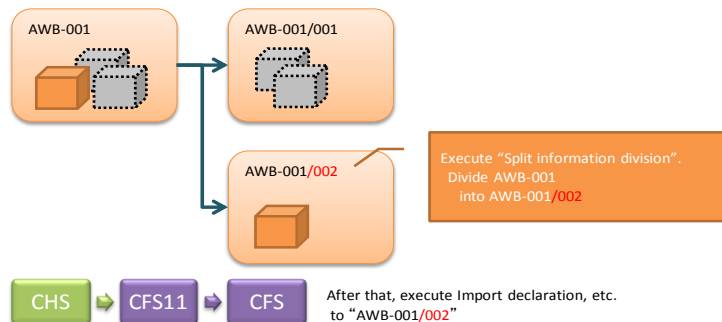 AWB-001
AWB-001/001
AWB-001/002
Execute “Split information division”.
Divide AWB-001
into AWB-001/002
CHS
CFS11
CFS
After that, execute Import declaration, etc.
to “AWB-001/002”